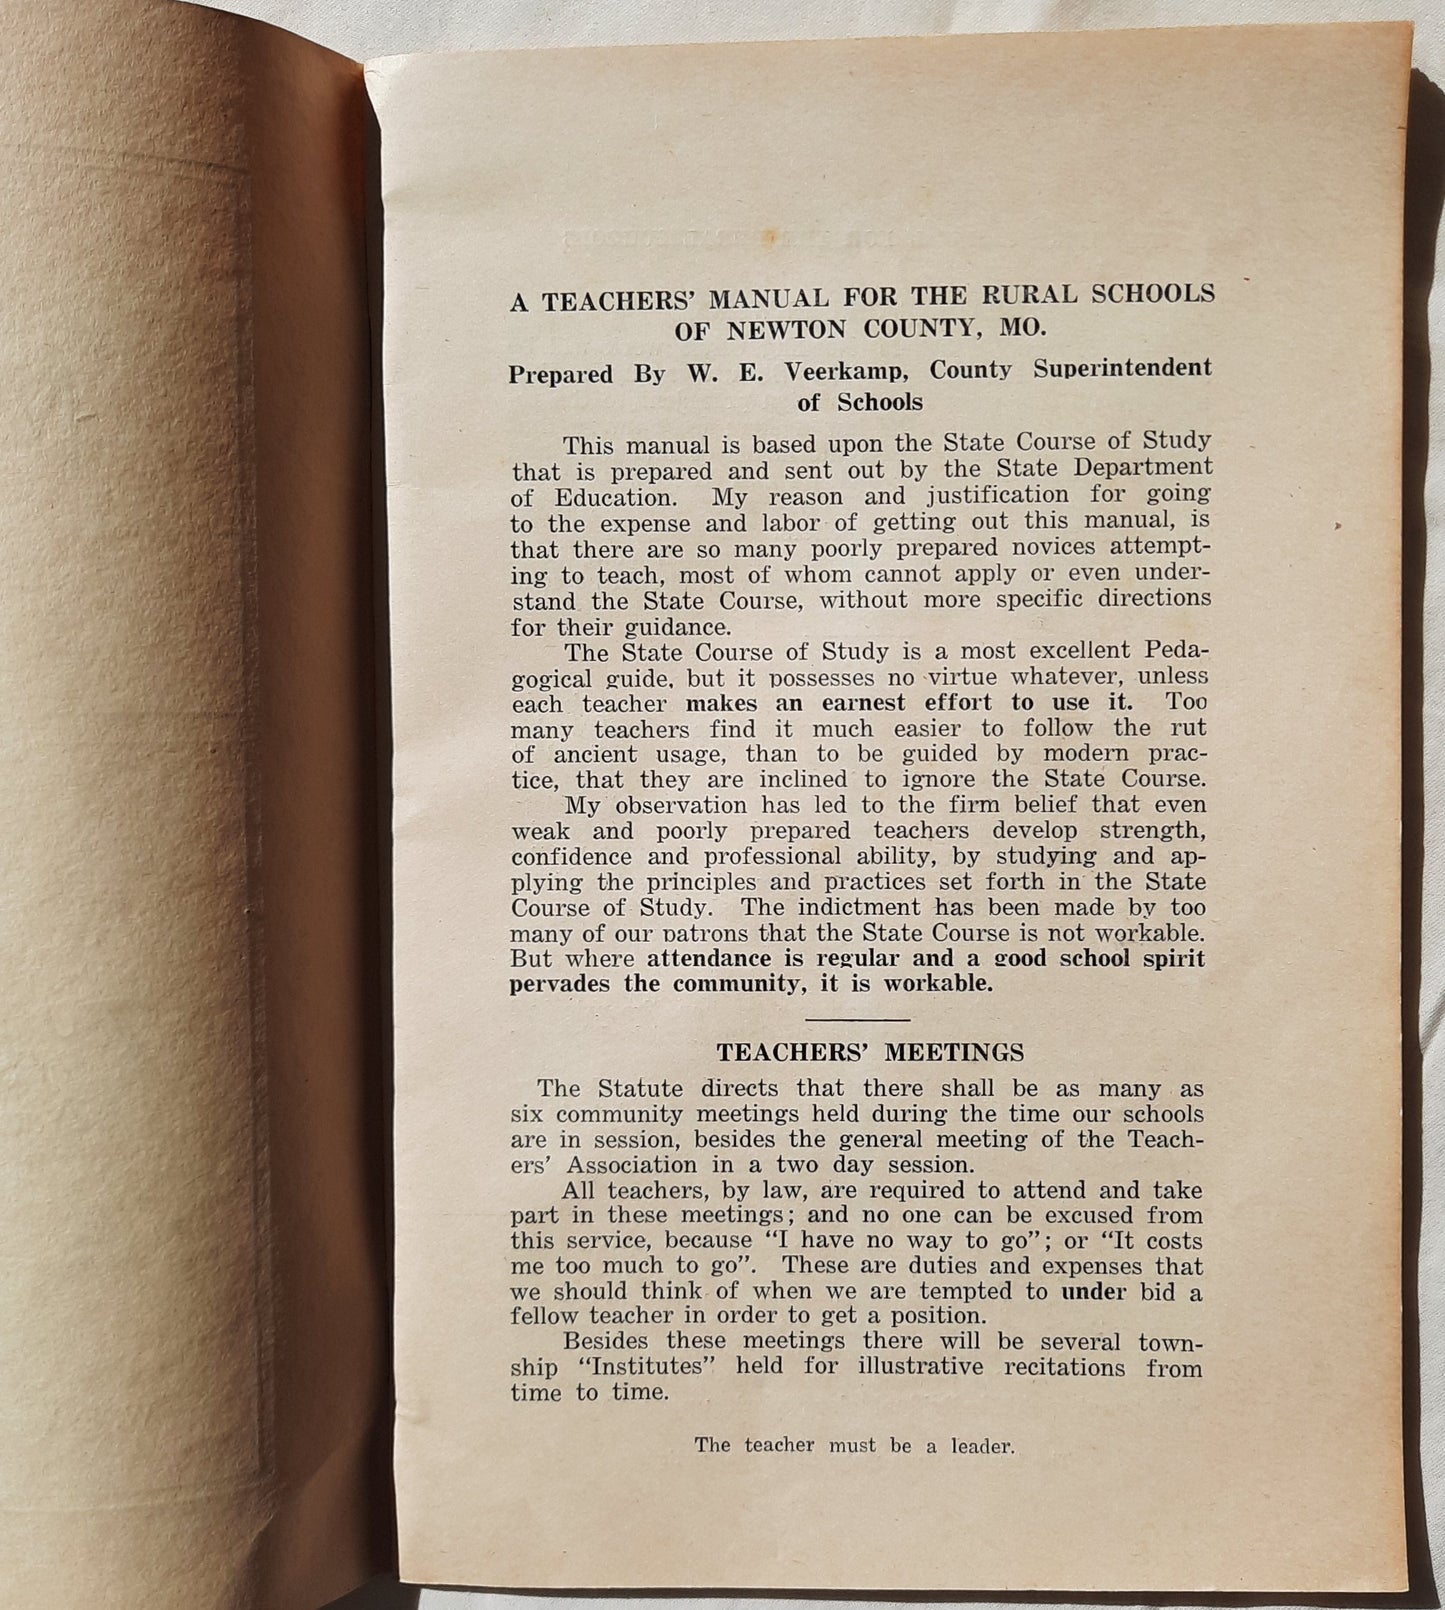 A TEACHERS' MANUAL FOR THE RURAL SCHOOLS
OF NEWTON COUNTY, MO.
Prepared By W. E. Veerkamp, County Superintendent
of Schools
This manual is based upon the State Course of Study
that is prepared and sent out by the State Department
of Education. My reason and justification for going
to the expense and labor of getting out this manual, is
that there are so many poorly prepared novices attempt-
ing to teach, most of whom cannot apply or even under-
stand the State Course, without more specific directions
for their guidance.
The State Course of Study is a most excellent Peda-
gogical guide, but it possesses no virtue whatever, unless
each teacher makes an earnest effort to use it. Too
many teachers find it much easier to follow the rut
of ancient usage, than to be guided by modern prac-
tice, that they are inclined to ignore the State Course.
My observation has led to the firm belief that even
weak and poorly prepared teachers develop strength,
confidence and professional ability, by studying and ap-
plying the principles and practices set forth in the State
Course of Study. The indictment has been made by too
many of our patrons that the State Course is not workable.
But where attendance is regular and a good school spirit
pervades the community, it is workable.
TEACHERS' MEETINGS
The Statute directs that there shall be as many as
six community meetings held during the time our schools
are in session, besides the general meeting of the Teach-
ers' Association in a two day session.
All teachers, by law, are required to attend and take
part in these meetings; and no one can be excused from
this service, because "I have no way to go"; or "It costs
me too much to go". These are duties and expenses that
we should think of when we are tempted to under bid a
fellow teacher in order to get a position.
Besides these meetings there will be several town-
ship "Institutes" held for illustrative recitations from
time to time.
The teacher must be a leader.